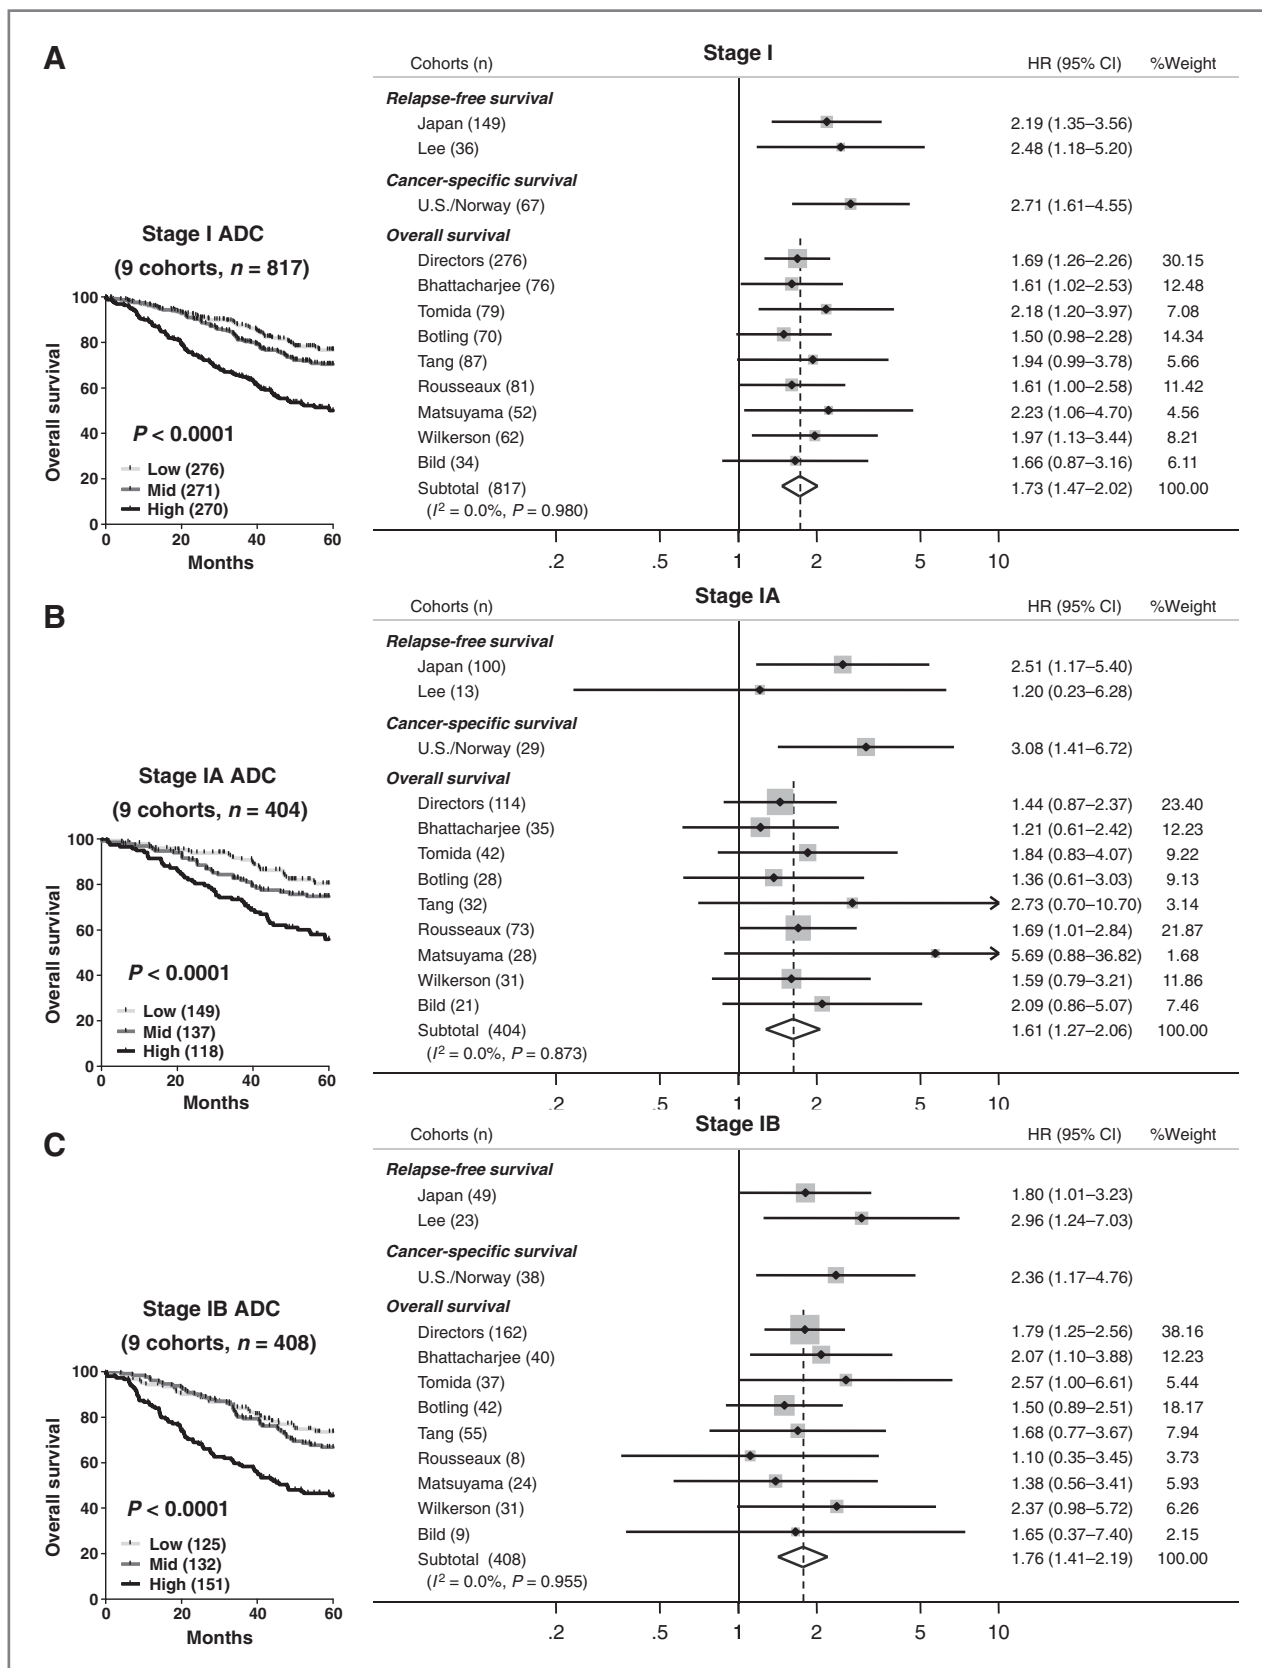 A
Stage I ADC
(9 cohorts, n = 817)
100
80
60
40
20
0
Overall survival
P < 0.0001
Low (276)
Mid (271)
High (270)
0 20 40 60
Months
Cohorts (n) Stage I HR (95% CI) %Weight
Relapse-free survival
Japan (149) 2.19 (1.35–3.56)
Lee (36) 2.48 (1.18–5.20)
Cancer-specific survival
U.S./Norway (67) 2.71 (1.61–4.55)
Overall survival
Directors (276) 1.69 (1.26–2.26) 30.15
Bhattacharjee (76) 1.61 (1.02–2.53) 12.48
Tomida (79) 2.18 (1.20–3.97) 7.08
Botling (70) 1.50 (0.98–2.28) 14.34
Tang (87) 1.94 (0.99–3.78) 5.66
Rousseaux (81) 1.61 (1.00–2.58) 11.42
Matsuyama (52) 2.23 (1.06–4.70) 4.56
Wilkerson (62) 1.97 (1.13–3.44) 8.21
Bild (34) 1.66 (0.87–3.16) 6.11
Subtotal (817) 1.73 (1.47–2.02) 100.00
(I² = 0.0%, P = 0.980)
.2 .5 1 2 5 10
B
Stage IA ADC
(9 cohorts, n = 404)
100
80
60
40
20
0
Overall survival
P < 0.0001
Low (149)
Mid (137)
High (118)
0 20 40 60
Months
Cohorts (n) Stage IA HR (95% CI) %Weight
Relapse-free survival
Japan (100) 2.51 (1.17–5.40)
Lee (13) 1.20 (0.23–6.28)
Cancer-specific survival
U.S./Norway (29) 3.08 (1.41–6.72)
Overall survival
Directors (114) 1.44 (0.87–2.37) 23.40
Bhattacharjee (35) 1.21 (0.61–2.42) 12.23
Tomida (42) 1.84 (0.83–4.07) 9.22
Botling (28) 1.36 (0.61–3.03) 9.13
Tang (32) 2.73 (0.70–10.70) 3.14
Rousseaux (73) 1.69 (1.01–2.84) 21.87
Matsuyama (28) 5.69 (0.88–36.82) 1.68
Wilkerson (31) 1.59 (0.79–3.21) 11.86
Bild (21) 2.09 (0.86–5.07) 7.46
Subtotal (404) 1.61 (1.27–2.06) 100.00
(I² = 0.0%, P = 0.873)
.2 .5 1 2 5 10
C
Stage IB ADC
(9 cohorts, n = 408)
100
80
60
40
20
0
Overall survival
P < 0.0001
Low (125)
Mid (132)
High (151)
0 20 40 60
Months
Cohorts (n) Stage IB HR (95% CI) %Weight
Relapse-free survival
Japan (49) 1.80 (1.01–3.23)
Lee (23) 2.96 (1.24–7.03)
Cancer-specific survival
U.S./Norway (38) 2.36 (1.17–4.76)
Overall survival
Directors (162) 1.79 (1.25–2.56) 38.16
Bhattacharjee (40) 2.07 (1.10–3.88) 12.23
Tomida (37) 2.57 (1.00–6.61) 5.44
Botling (42) 1.50 (0.89–2.51) 18.17
Tang (55) 1.68 (0.77–3.67) 7.94
Rousseaux (8) 1.10 (0.35–3.45) 3.73
Matsuyama (24) 1.38 (0.56–3.41) 5.93
Wilkerson (31) 2.37 (0.98–5.72) 6.26
Bild (9) 1.65 (0.37–7.40) 2.15
Subtotal (408) 1.76 (1.41–2.19) 100.00
(I² = 0.0%, P = 0.955)
.2 .5 1 2 5 10